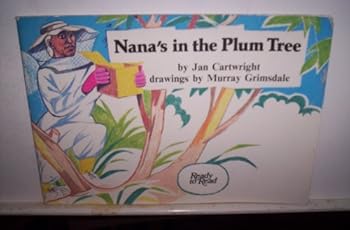 Nana's in the Plum Tree
by Jan Cartwright
drawings by Murray Grimsdale
Ready
to Read